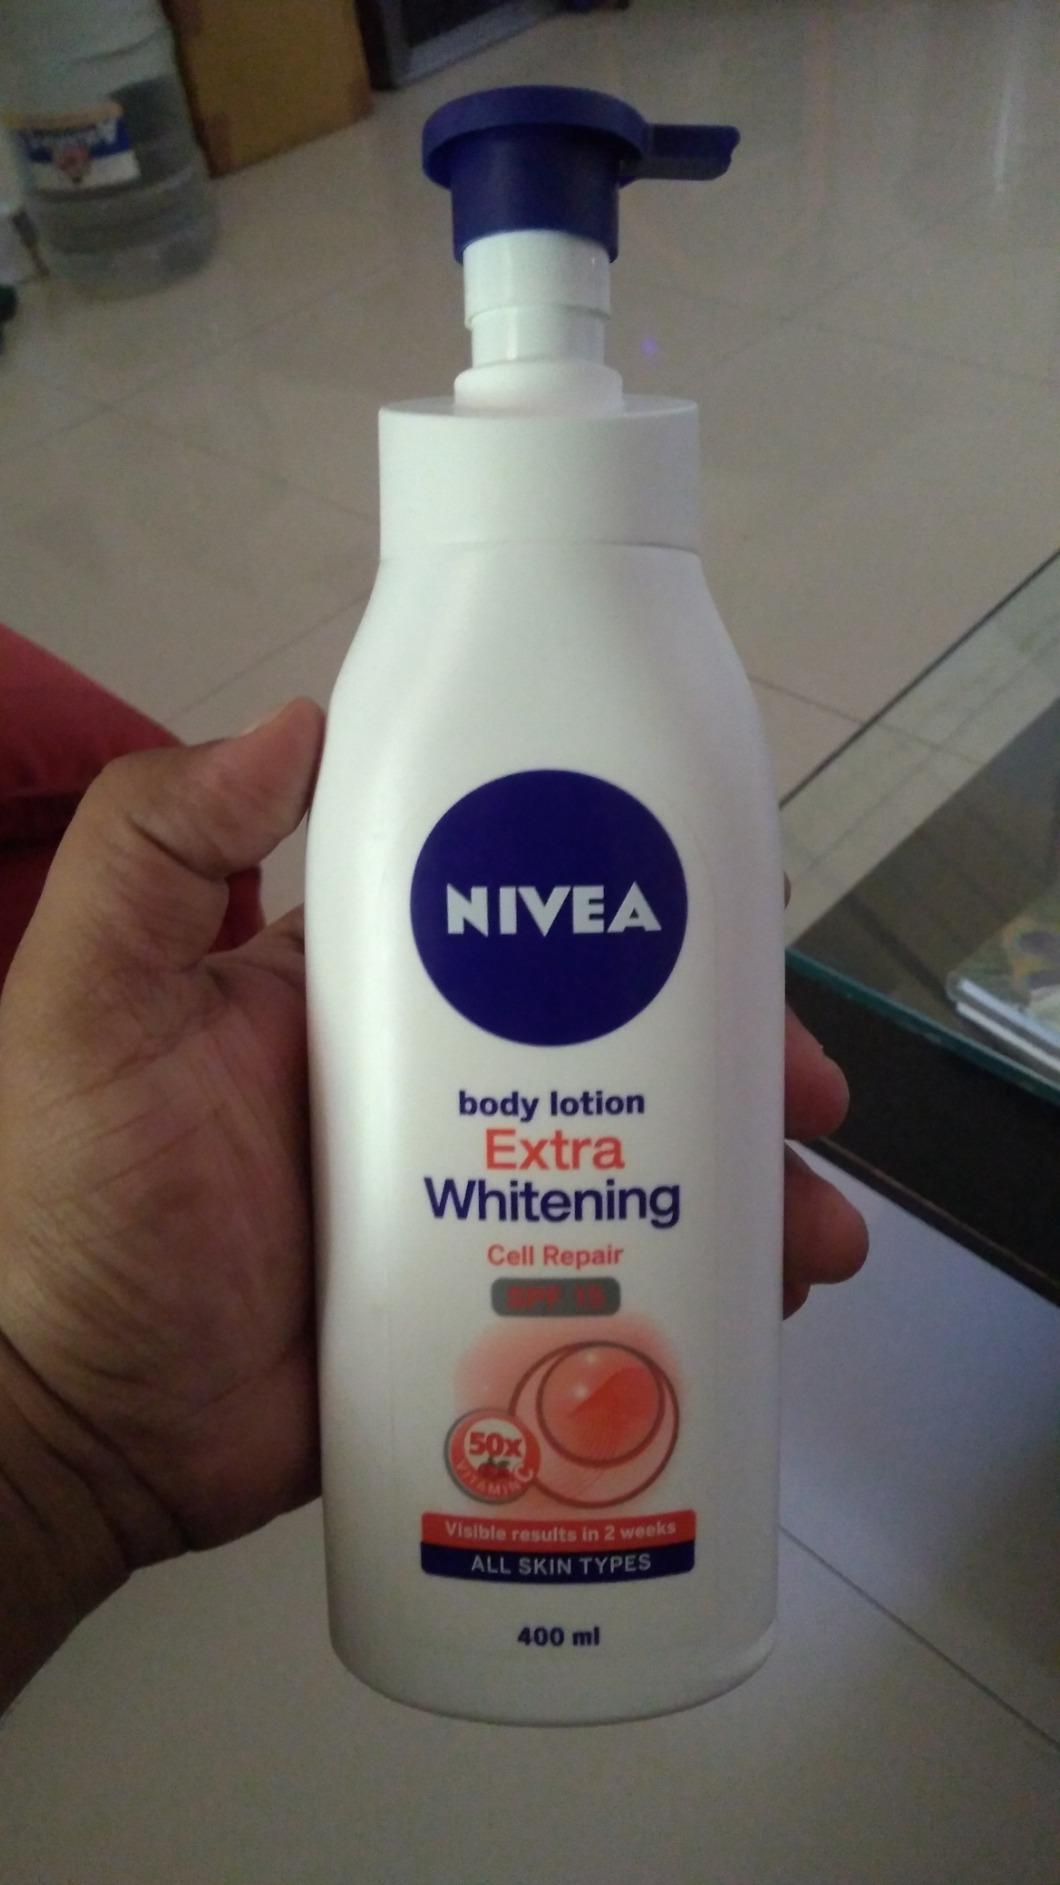 NIVEA
body lotion
Extra
Whitening
Cell Repair
SPF 15
50x
VITAMIN C
Visible results in 2 weeks
ALL SKIN TYPES
400 ml